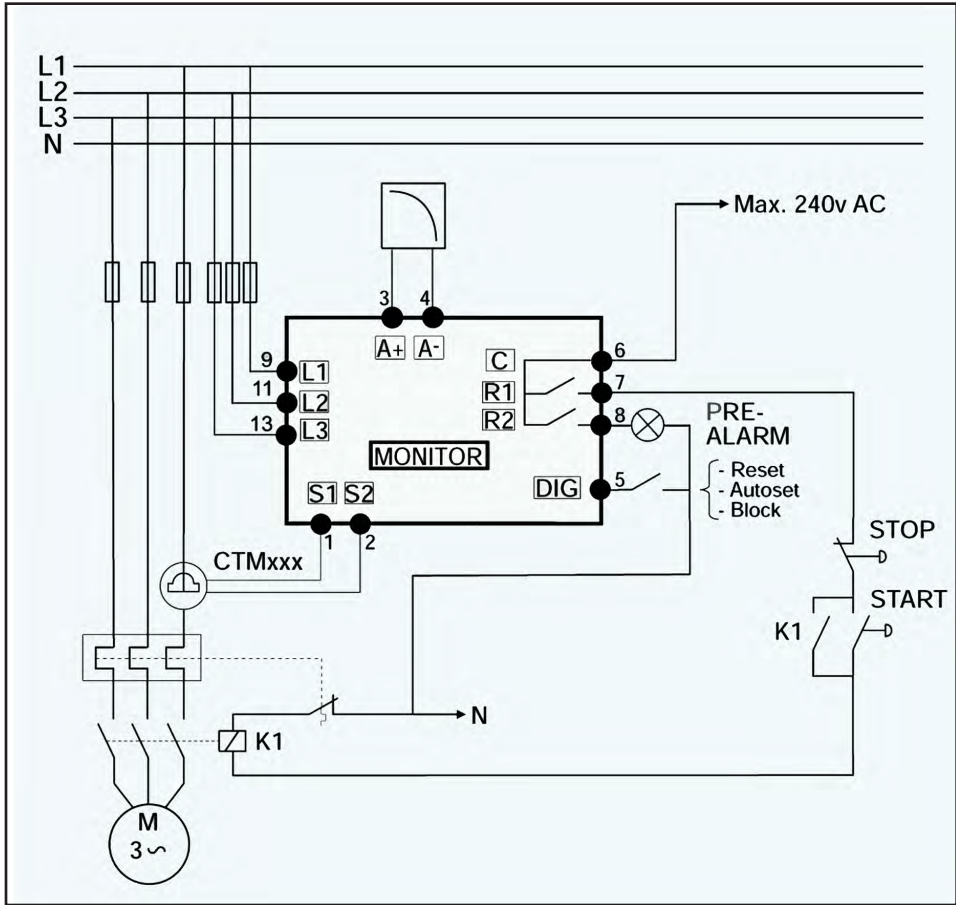 L1
L2
L3
N
Max. 240v AC
3 4
A+ A-
C 6
9 L1
R1 7
11 L2
R2 8
PRE-
ALARM
13 L3
MONITOR
DIG 5
- Reset
- Autoset
- Block
S1 S2
1 2
CTMxxx
STOP
START
K1
N
K1
M
3~